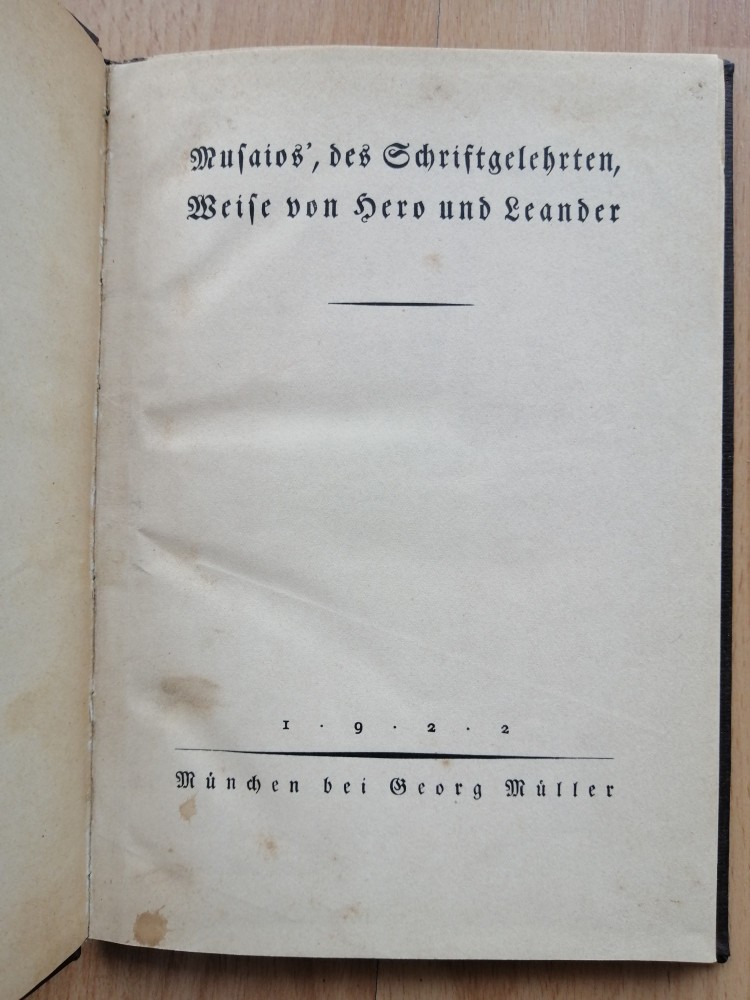 Muſaios', des Schriftgelehrten,
Weiſe von Hero und Leander
1 · 9 · 2 · 2
München bei Georg Müller